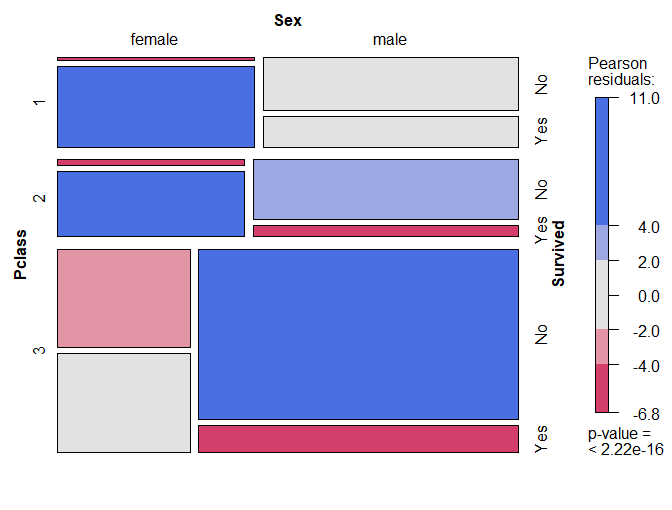 Sex
female
male
Pclass
1
2
3
No
Yes
No
Yes
No
Yes
Survived
Pearson
residuals:
11.0
4.0
2.0
0.0
-2.0
-4.0
-6.8
p-value =
< 2.22e-16